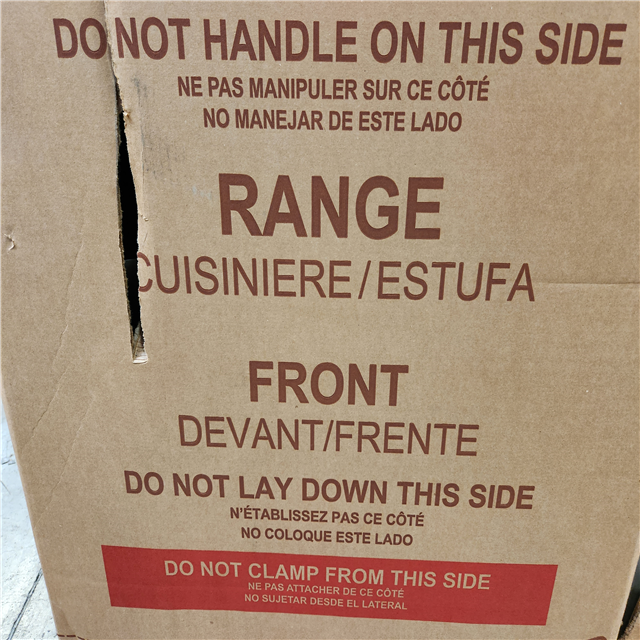 DO NOT HANDLE ON THIS SIDE
NE PAS MANIPULER SUR CE CÔTÉ
NO MANEJAR DE ESTE LADO
RANGE
CUISINIERE/ESTUFA
FRONT
DEVANT/FRENTE
DO NOT LAY DOWN THIS SIDE
N'ÉTABLISSEZ PAS CE CÔTÉ
NO COLOQUE ESTE LADO
DO NOT CLAMP FROM THIS SIDE
NE PAS ATTACHER DE CE CÔTÉ
NO SUJETAR DESDE EL LATERAL